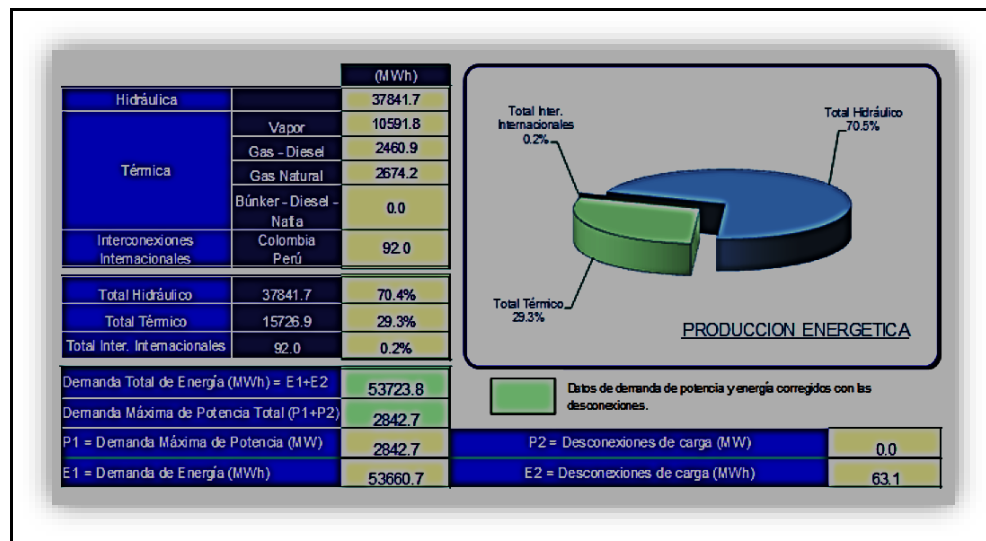 (MWh)
Hidráulica 37841.7
Térmica
Vapor 10591.8
Gas - Diesel 2460.9
Gas Natural 2674.2
Búnker - Diesel -
Nafta
0.0
Interconexiones
Internacionales
Colombia
Perú
92.0
Total Hidráulico 37841.7 70.4%
Total Térmico 15726.9 29.3%
Total Inter. Internacionales 92.0 0.2%
Total Inter.
Internacionales
0.2%
Total Hidráulico
70.5%
Total Térmico
29.3%
PRODUCCION ENERGETICA
Demanda Total de Energía (MWh) = E1+E2 53723.8
Demanda Máxima de Potencia Total (P1+P2) 2842.7
Datos de demanda de potencia y energía corregidos con las
desconexiones.
P1 = Demanda Máxima de Potencia (MW) 2842.7 P2 = Desconexiones de carga (MW) 0.0
E1 = Demanda de Energía (MWh) 53660.7 E2 = Desconexiones de carga (MWh) 63.1